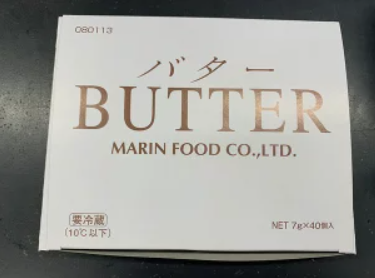 080113
バター
BUTTER
MARIN FOOD CO.,LTD.
要冷蔵
(10℃以下)
NET 7g×40個入